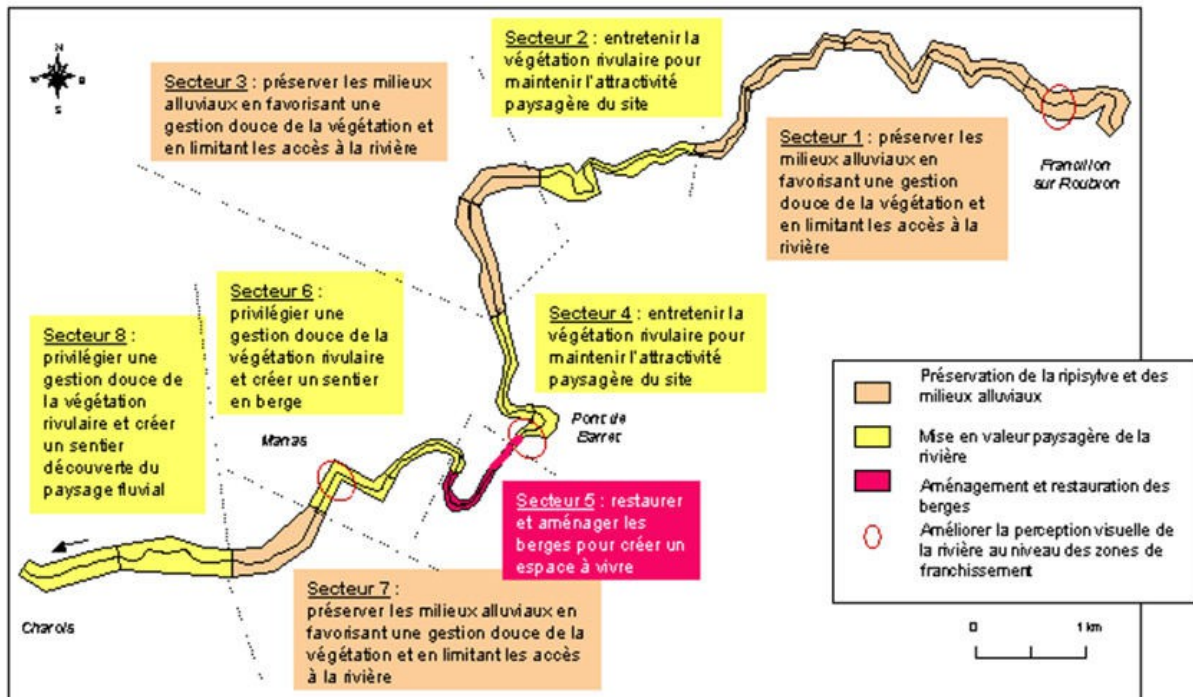 N
S
Secteur 2 : entretenir la
végétation rivulaire pour
maintenir l'attractivité
paysagère du site
Secteur 3 : préserver les milieux
alluviaux en favorisant une
gestion douce de la végétation et
en limitant les accès à la rivière
Secteur 1 : préserver les
milieux alluviaux en
favorisant une gestion
douce de la végétation et
en limitant les accès à la
rivière
Francillon
sur Roubion
Secteur 6 :
privilégier une
gestion douce de la
végétation rivulaire
et créer un sentier
en berge
Secteur 4 : entretenir la
végétation rivulaire pour
maintenir l'attractivité
paysagère du site
Secteur 8 :
privilégier une
gestion douce de
la végétation
rivulaire et créer
un sentier
découverte du
paysage fluvial
Manas
Pont de
Barret
Secteur 5 : restaurer
et aménager les
berges pour créer un
espace à vivre
Secteur 7 :
préserver les milieux alluviaux en
favorisant une gestion douce de la
végétation et en limitant les accès
à la rivière
Charols
Préservation de la ripisylve et des
milieux alluviaux
Mise en valeur paysagère de la
rivière
Aménagement et restauration des
berges
Améliorer la perception visuelle de
la rivière au niveau des zones de
franchissement
0 1 km